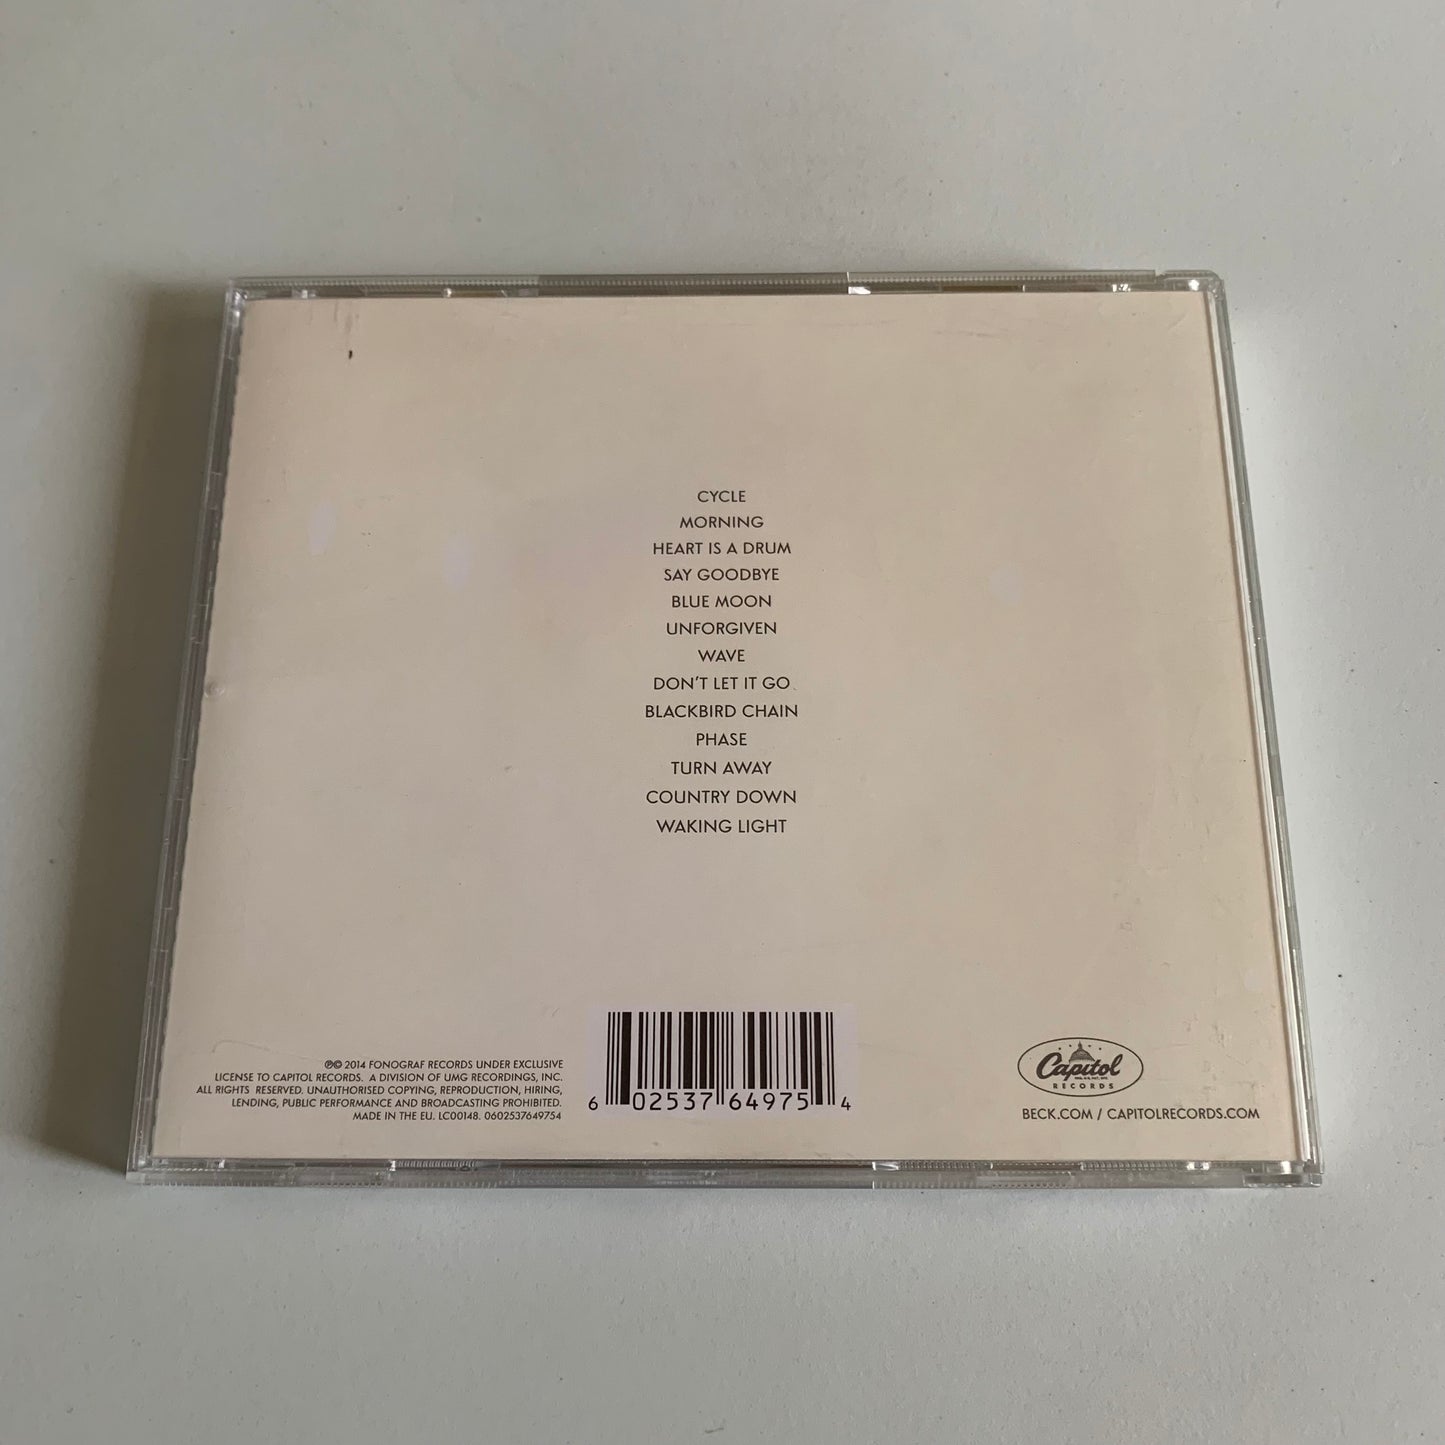 CYCLE
MORNING
HEART IS A DRUM
SAY GOODBYE
BLUE MOON
UNFORGIVEN
WAVE
DON'T LET IT GO
BLACKBIRD CHAIN
PHASE
TURN AWAY
COUNTRY DOWN
WAKING LIGHT
℗© 2014 FONOGRAF RECORDS UNDER EXCLUSIVE
LICENSE TO CAPITOL RECORDS. A DIVISION OF UMG RECORDINGS, INC.
ALL RIGHTS RESERVED. UNAUTHORISED COPYING, REPRODUCTION, HIRING,
LENDING, PUBLIC PERFORMANCE AND BROADCASTING PROHIBITED.
MADE IN THE EU. LC00148. 0602537649754
6 02537 64975 4
Capitol
RECORDS
BECK.COM / CAPITOLRECORDS.COM